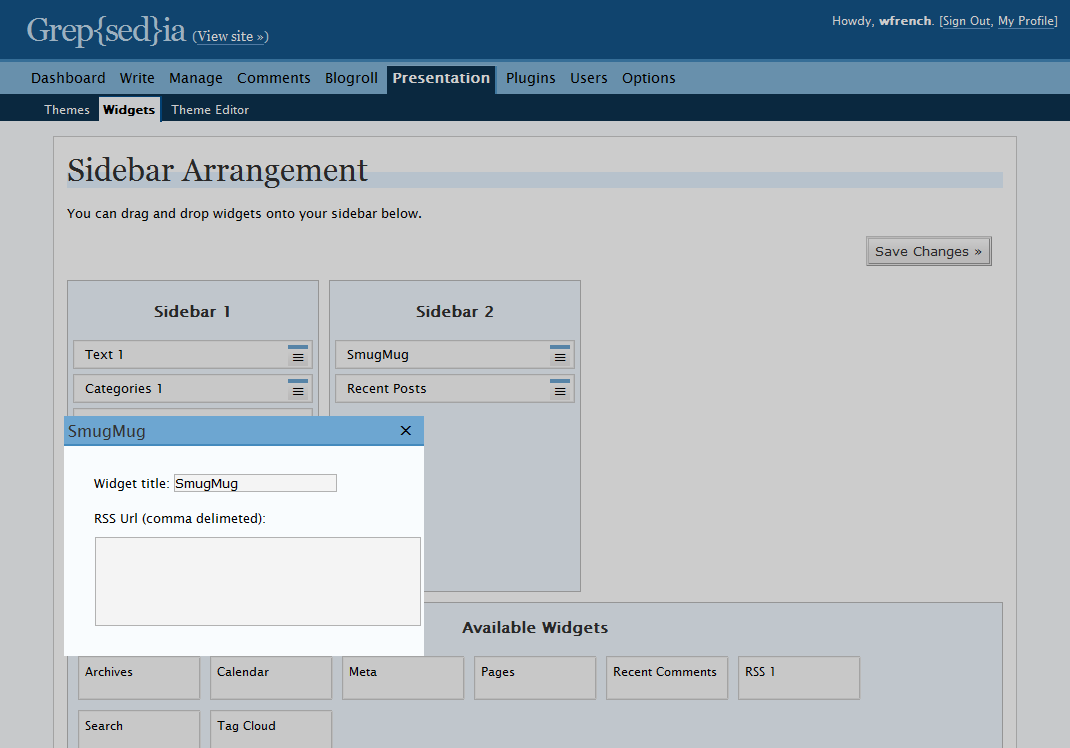 Grep{sed}ia (View site »)
Howdy, wfrench. [Sign Out, My Profile]
Dashboard Write Manage Comments Blogroll Presentation Plugins Users Options
Themes Widgets Theme Editor
Sidebar Arrangement
You can drag and drop widgets onto your sidebar below.
Save Changes »
Sidebar 1
Text 1
Categories 1
Sidebar 2
SmugMug
Recent Posts
SmugMug
Widget title: SmugMug
RSS Url (comma delimeted):
Available Widgets
Archives Calendar Meta Pages Recent Comments RSS 1
Search Tag Cloud